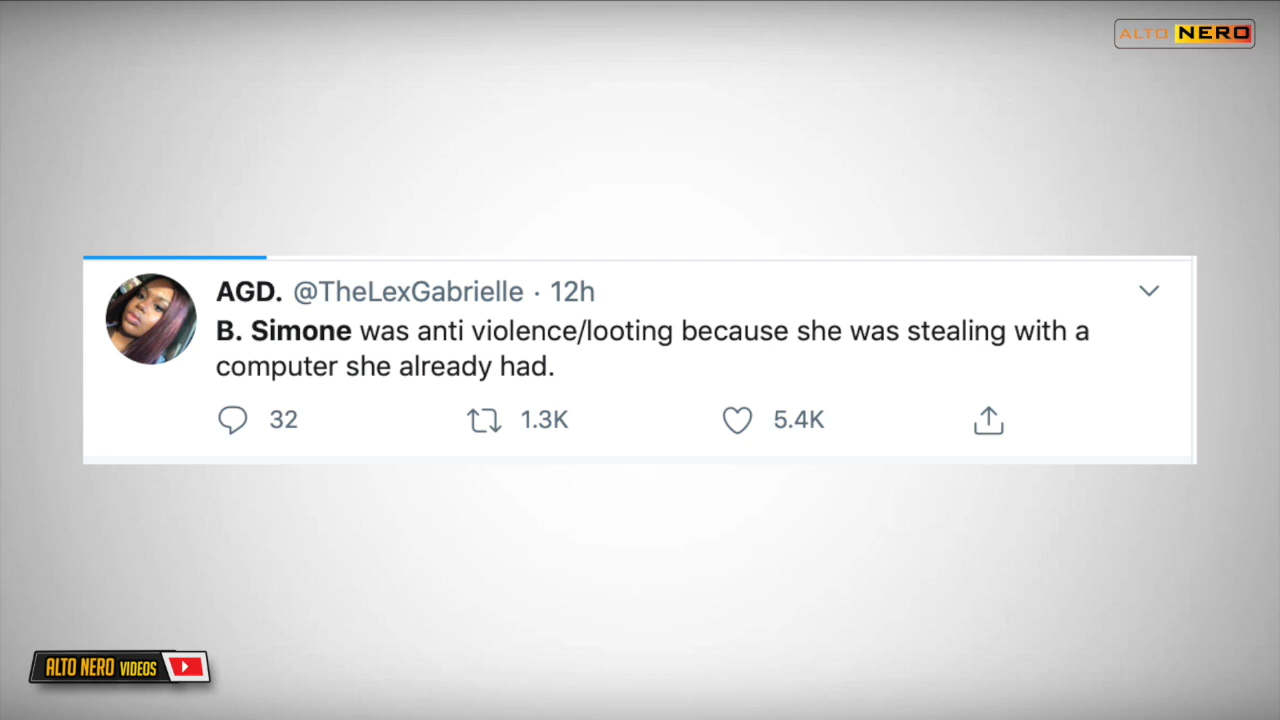 ALTO NERO
AGD. @TheLexGabrielle · 12h
B. Simone was anti violence/looting because she was stealing with a
computer she already had.
32 1.3K 5.4K
ALTO NERO VIDEOS